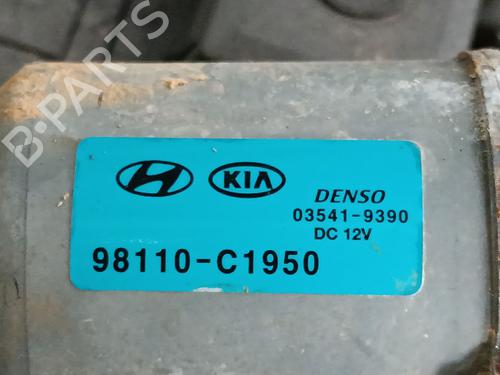 B-PARTS
KIA
DENSO
03541-9390
DC 12V
98110-C1950